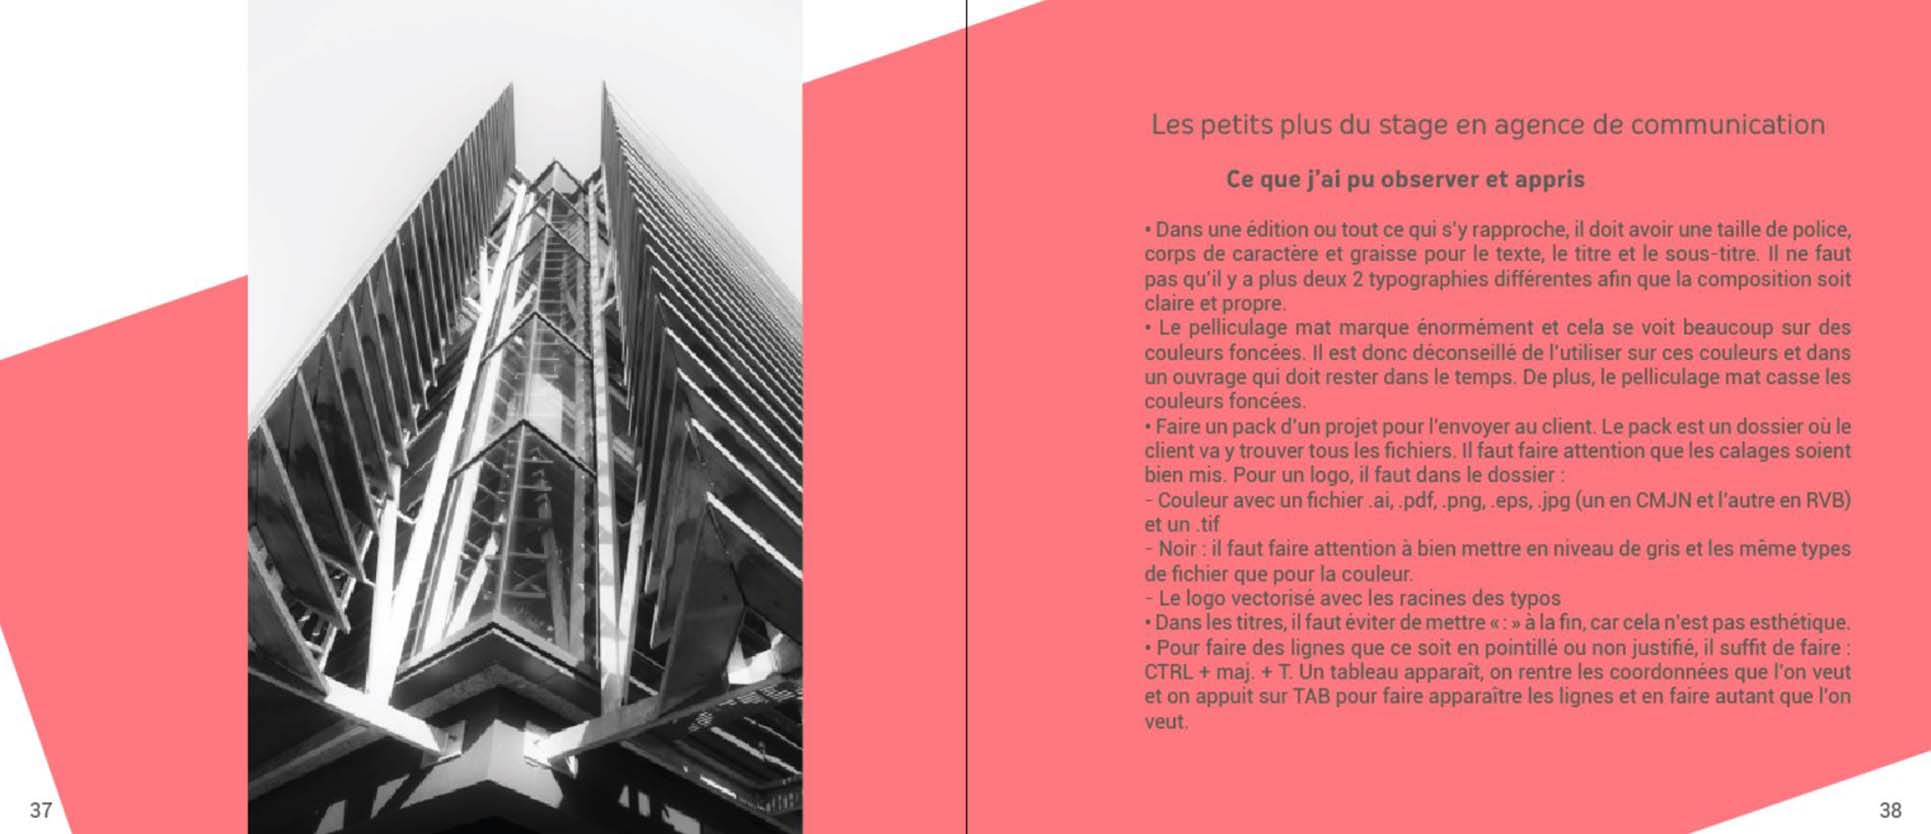 Les petits plus du stage en agence de communication
Ce que j'ai pu observer et appris
• Dans une édition ou tout ce qui s'y rapproche, il doit avoir une taille de police,
corps de caractère et graisse pour le texte, le titre et le sous-titre. Il ne faut
pas qu'il y a plus deux 2 typographies différentes afin que la composition soit
claire et propre.
• Le pelliculage mat marque énormément et cela se voit beaucoup sur des
couleurs foncées. Il est donc déconseillé de l'utiliser sur ces couleurs et dans
un ouvrage qui doit rester dans le temps. De plus, le pelliculage mat casse les
couleurs foncées.
• Faire un pack d'un projet pour l'envoyer au client. Le pack est un dossier où le
client va y trouver tous les fichiers. Il faut faire attention que les calages soient
bien mis. Pour un logo, il faut dans le dossier :
- Couleur avec un fichier .ai, .pdf, .png, .eps, .jpg (un en CMJN et l'autre en RVB)
et un .tif
- Noir : il faut faire attention à bien mettre en niveau de gris et les même types
de fichier que pour la couleur.
- Le logo vectorisé avec les racines des typos
• Dans les titres, il faut éviter de mettre « : » à la fin, car cela n'est pas esthétique.
• Pour faire des lignes que ce soit en pointillé ou non justifié, il suffit de faire :
CTRL + maj. + T. Un tableau apparaît, on rentre les coordonnées que l'on veut
et on appuit sur TAB pour faire apparaître les lignes et en faire autant que l'on
veut.
37
38